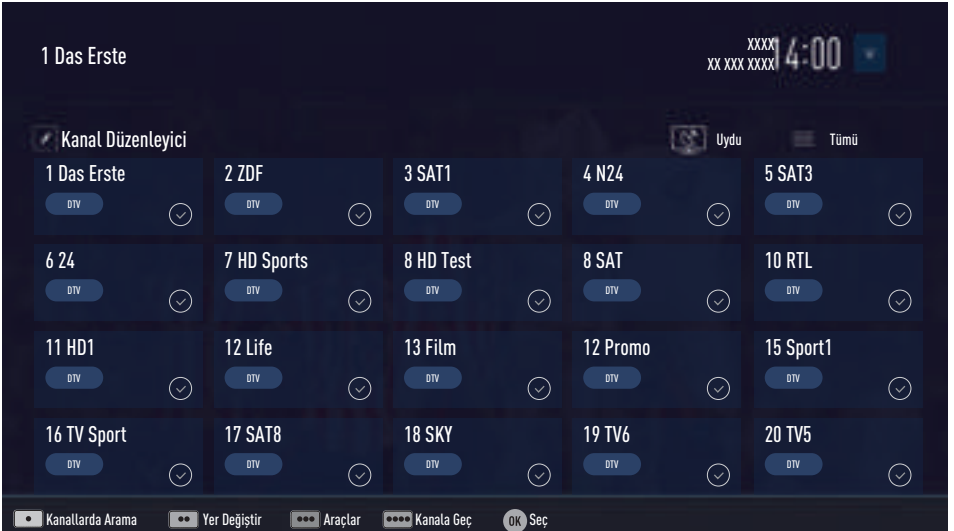 1 Das Erste
XXXX
XX XXX XXXX 14:00
Kanal Düzenleyici Uydu Tümü
1 Das Erste 2 ZDF 3 SAT1 4 N24 5 SAT3
DTV DTV DTV DTV DTV
6 24 7 HD Sports 8 HD Test 8 SAT 10 RTL
DTV DTV DTV DTV DTV
11 HD1 12 Life 13 Film 12 Promo 15 Sport1
DTV DTV DTV DTV DTV
16 TV Sport 17 SAT8 18 SKY 19 TV6 20 TV5
DTV DTV DTV DTV DTV
Kanallarda Arama Yer Değiştir Araçlar Kanala Geç OK Seç